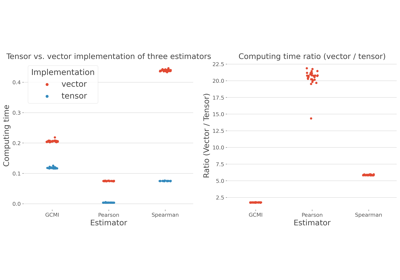 Tensor vs. vector implementation of three estimators
Implementation
vector
tensor
Computing time
0.4
0.3
0.2
0.1
0.0
GCMI
Pearson
Spearman
Estimator
Computing time ratio (vector / tensor)
Ratio (Vector / Tensor)
22.5
20.0
17.5
15.0
12.5
10.0
7.5
5.0
2.5
GCMI
Pearson
Spearman
Estimator